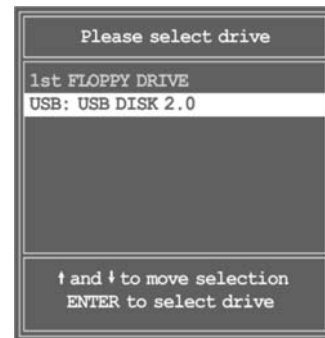 Please select drive
1st FLOPPY DRIVE
USB: USB DISK 2.0
↑ and ↓ to move selection
ENTER to select drive